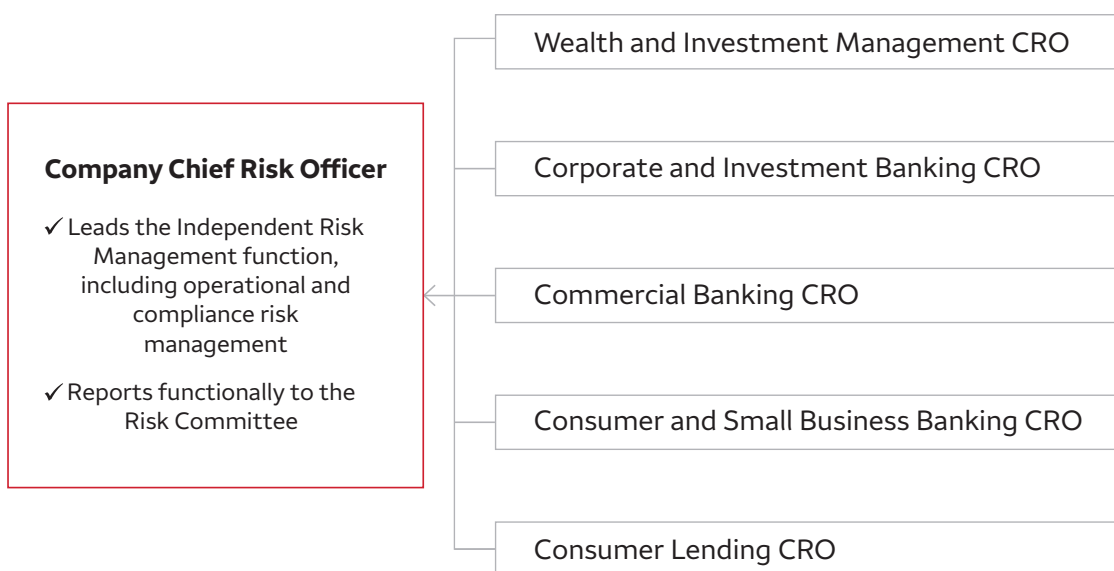 Company Chief Risk Officer
✓ Leads the Independent Risk
Management function,
including operational and
compliance risk
management
✓ Reports functionally to the
Risk Committee
Wealth and Investment Management CRO
Corporate and Investment Banking CRO
Commercial Banking CRO
Consumer and Small Business Banking CRO
Consumer Lending CRO